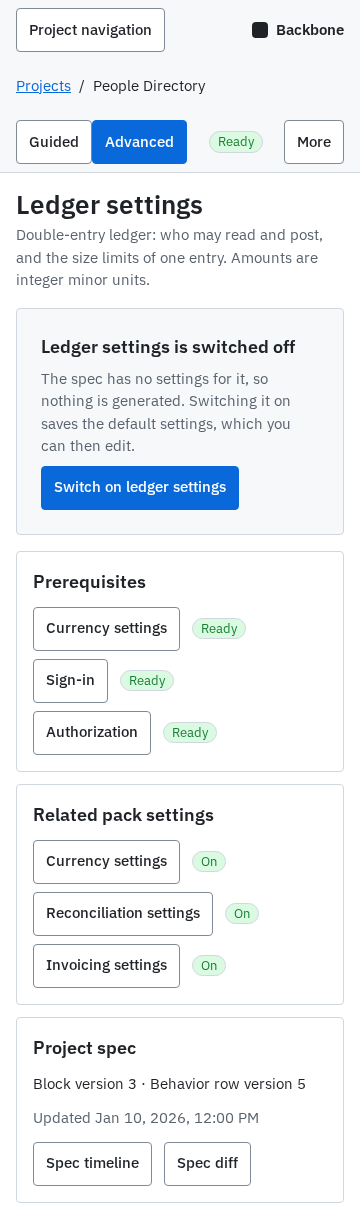 Project navigation
Backbone
Projects / People Directory
Guided
Advanced
Ready
More
Ledger settings
Double-entry ledger: who may read and post,
and the size limits of one entry. Amounts are
integer minor units.
Ledger settings is switched off
The spec has no settings for it, so
nothing is generated. Switching it on
saves the default settings, which you
can then edit.
Switch on ledger settings
Prerequisites
Currency settings
Ready
Sign-in
Ready
Authorization
Ready
Related pack settings
Currency settings
On
Reconciliation settings
On
Invoicing settings
On
Project spec
Block version 3 · Behavior row version 5
Updated Jan 10, 2026, 12:00 PM
Spec timeline
Spec diff